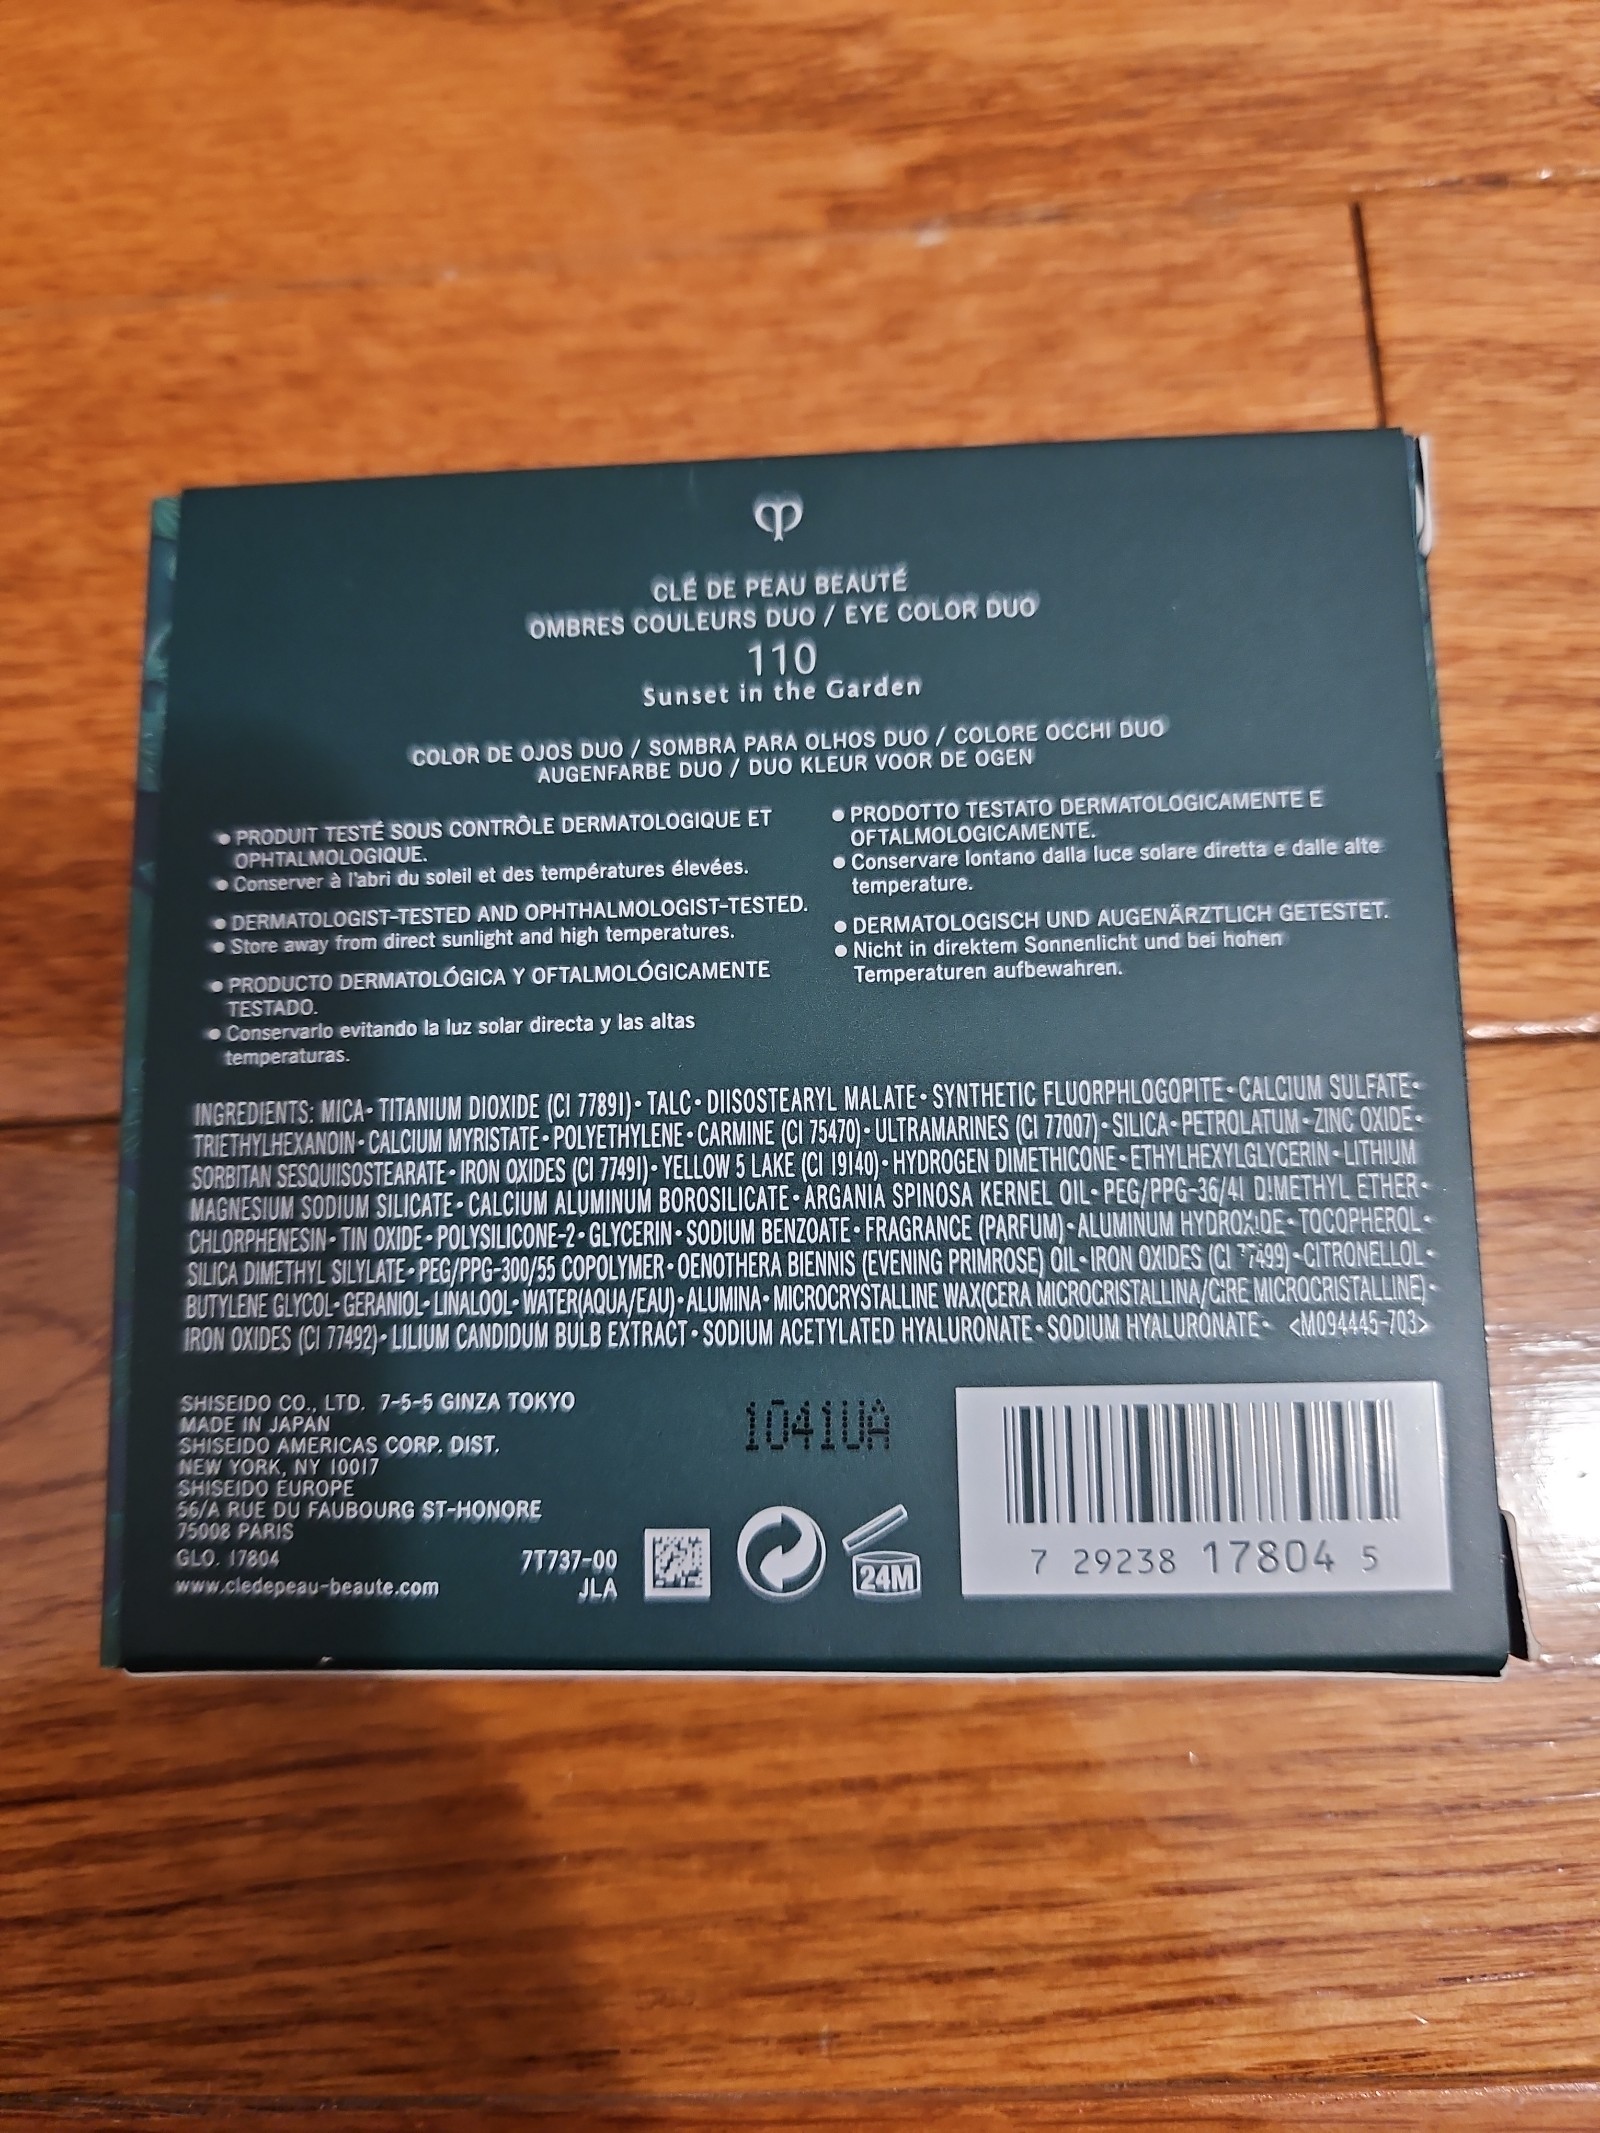 CLÉ DE PEAU BEAUTÉ
OMBRES COULEURS DUO / EYE COLOR DUO
110
Sunset in the Garden
COLOR DE OJOS DUO / SOMBRA PARA OLHOS DUO / COLORE OCCHI DUO
AUGENFARBE DUO / DUO KLEUR VOOR DE OGEN
● PRODUIT TESTÉ SOUS CONTRÔLE DERMATOLOGIQUE ET
OPHTALMOLOGIQUE.
● Conserver à l'abri du soleil et des températures élevées.
● DERMATOLOGIST-TESTED AND OPHTHALMOLOGIST-TESTED.
● Store away from direct sunlight and high temperatures.
● PRODUCTO DERMATOLÓGICA Y OFTALMOLÓGICAMENTE
TESTADO.
● Conservarlo evitando la luz solar directa y las altas
temperaturas.
● PRODOTTO TESTATO DERMATOLOGICAMENTE E
OFTALMOLOGICAMENTE.
● Conservare lontano dalla luce solare diretta e dalle alte
temperature.
● DERMATOLOGISCH UND AUGENÄRZTLICH GETESTET.
● Nicht in direktem Sonnenlicht und bei hohen
Temperaturen aufbewahren.
INGREDIENTS: MICA• TITANIUM DIOXIDE (CI 77891)• TALC• DIISOSTEARYL MALATE• SYNTHETIC FLUORPHLOGOPITE• CALCIUM SULFATE•
TRIETHYLHEXANOIN• CALCIUM MYRISTATE• POLYETHYLENE• CARMINE (CI 75470)• ULTRAMARINES (CI 77007)• SILICA• PETROLATUM• ZINC OXIDE•
SORBITAN SESQUIISOSTEARATE• IRON OXIDES (CI 77491)• YELLOW 5 LAKE (CI 19140)• HYDROGEN DIMETHICONE• ETHYLHEXYLGLYCERIN• LITHIUM
MAGNESIUM SODIUM SILICATE• CALCIUM ALUMINUM BOROSILICATE• ARGANIA SPINOSA KERNEL OIL• PEG/PPG-36/41 DIMETHYL ETHER•
CHLORPHENESIN• TIN OXIDE• POLYSILICONE-2• GLYCERIN• SODIUM BENZOATE• FRAGRANCE (PARFUM)• ALUMINUM HYDROXIDE• TOCOPHEROL•
SILICA DIMETHYL SILYLATE• PEG/PPG-300/55 COPOLYMER• OENOTHERA BIENNIS (EVENING PRIMROSE) OIL• IRON OXIDES (CI 77499)• CITRONELLOL•
BUTYLENE GLYCOL• GERANIOL• LINALOOL• WATER(AQUA/EAU)• ALUMINA• MICROCRYSTALLINE WAX(CERA MICROCRISTALLINA/CIRE MICROCRISTALLINE)•
IRON OXIDES (CI 77492)• LILIUM CANDIDUM BULB EXTRACT• SODIUM ACETYLATED HYALURONATE• SODIUM HYALURONATE• <M094445-703>
SHISEIDO CO., LTD. 7-5-5 GINZA TOKYO
MADE IN JAPAN
SHISEIDO AMERICAS CORP. DIST.
NEW YORK, NY 10017
SHISEIDO EUROPE
56/A RUE DU FAUBOURG ST-HONORE
75008 PARIS
GLO. 17804
www.cledepeau-beaute.com
7T737-00
JLA
1041UA
24M
7 29238 17804 5